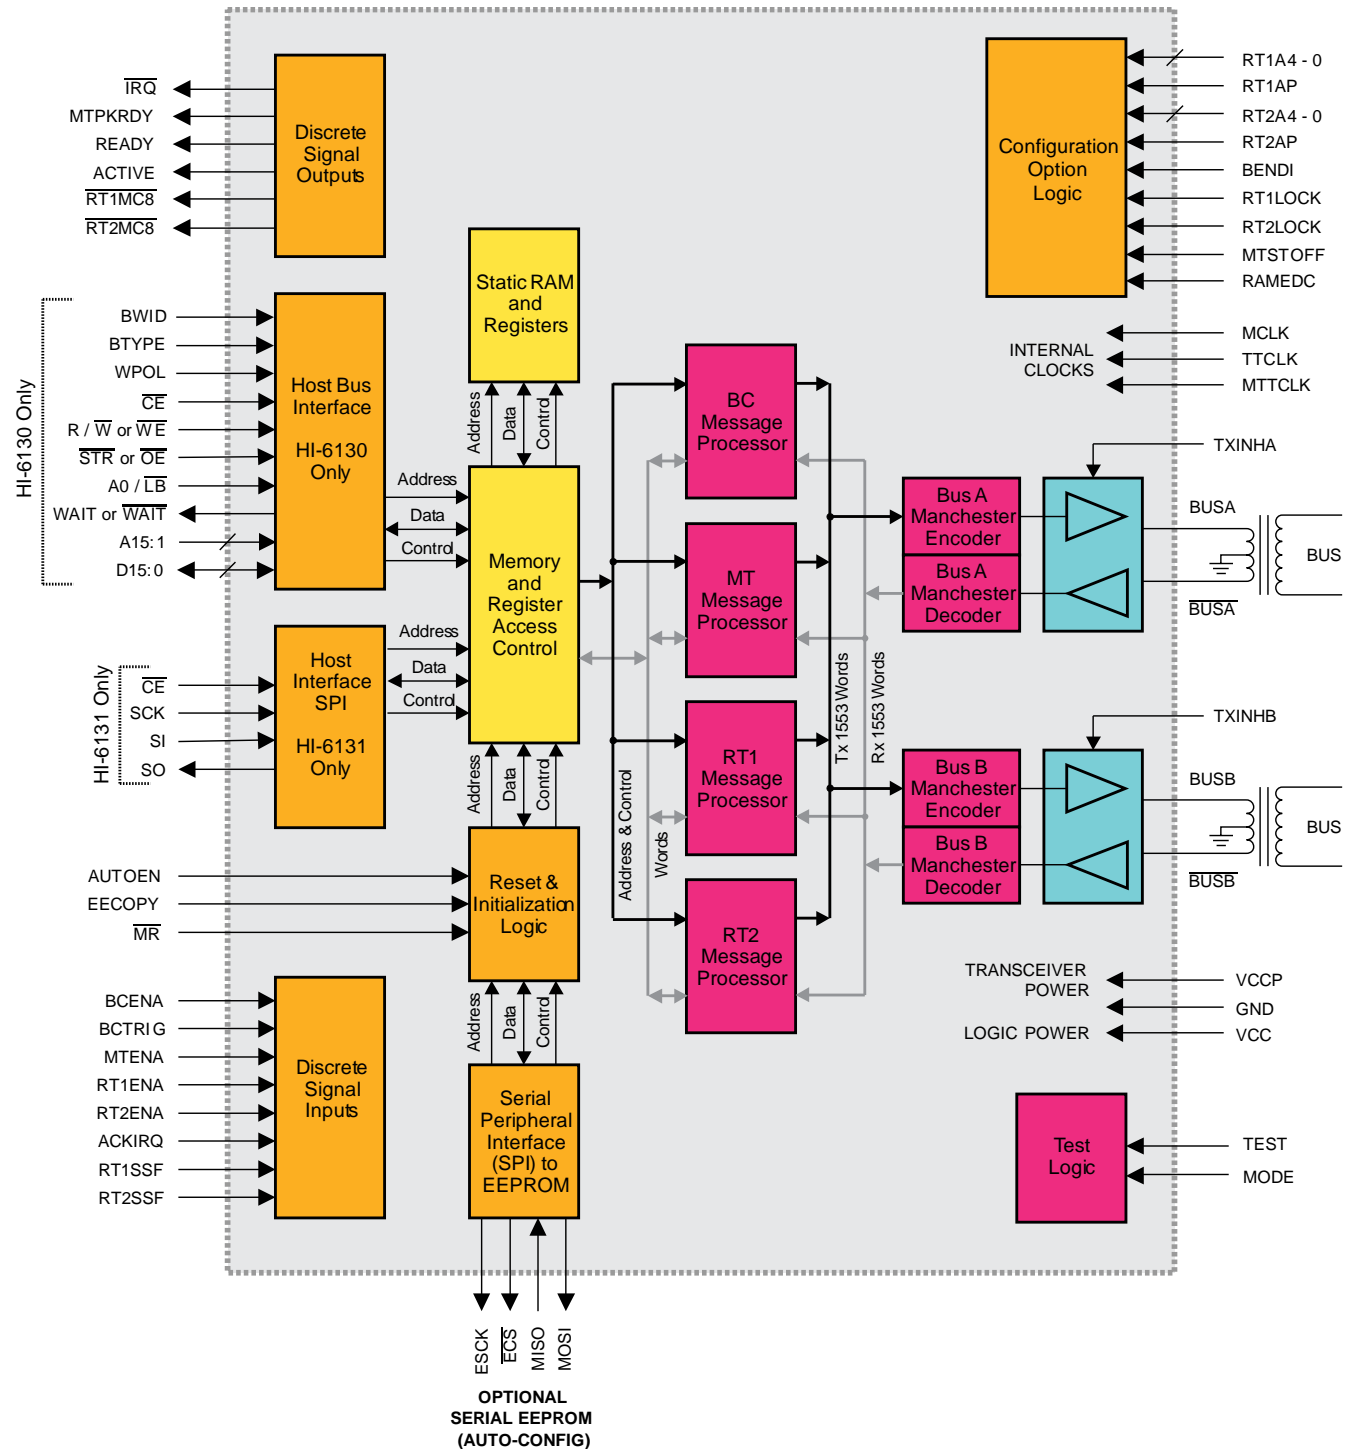 IRQ
MTPKRDY
READY
ACTIVE
RT1MC8
RT2MC8
Discrete
Signal
Outputs
HI-6130 Only
BWID
BTYPE
WPOL
CE
R / W or WE
STR or OE
A0 / LB
WAIT or WAIT
A15:1
D15:0
Host Bus
Interface
HI-6130
Only
Address
Data
Control
HI-6131 Only
CE
SCK
SI
SO
Host
Interface
SPI
HI-6131
Only
Address
Data
Control
AUTOEN
EECOPY
MR
BCENA
BCTRIG
MTENA
RT1ENA
RT2ENA
ACKIRQ
RT1SSF
RT2SSF
Discrete
Signal
Inputs
Static RAM
and
Registers
Address
Data
Control
Memory
and
Register
Access
Control
Address
Data
Control
Reset &
Initialization
Logic
Address
Data
Control
Serial
Peripheral
Interface
(SPI) to
EEPROM
ESCK
ECS
MISO
MOSI
OPTIONAL
SERIAL EEPROM
(AUTO-CONFIG)
Address & Control
Words
BC
Message
Processor
MT
Message
Processor
RT1
Message
Processor
RT2
Message
Processor
Tx 1553 Words
Rx 1553 Words
Configuration
Option
Logic
RT1A4 - 0
RT1AP
RT2A4 - 0
RT2AP
BENDI
RT1LOCK
RT2LOCK
MTSTOFF
RAMEDC
INTERNAL
CLOCKS
MCLK
TTCLK
MTTCLK
TXINHA
Bus A
Manchester
Encoder
Bus A
Manchester
Decoder
BUSA
BUSA
BUS
TXINHB
Bus B
Manchester
Encoder
Bus B
Manchester
Decoder
BUSB
BUSB
BUS
TRANSCEIVER
POWER
LOGIC POWER
VCCP
GND
VCC
Test
Logic
TEST
MODE